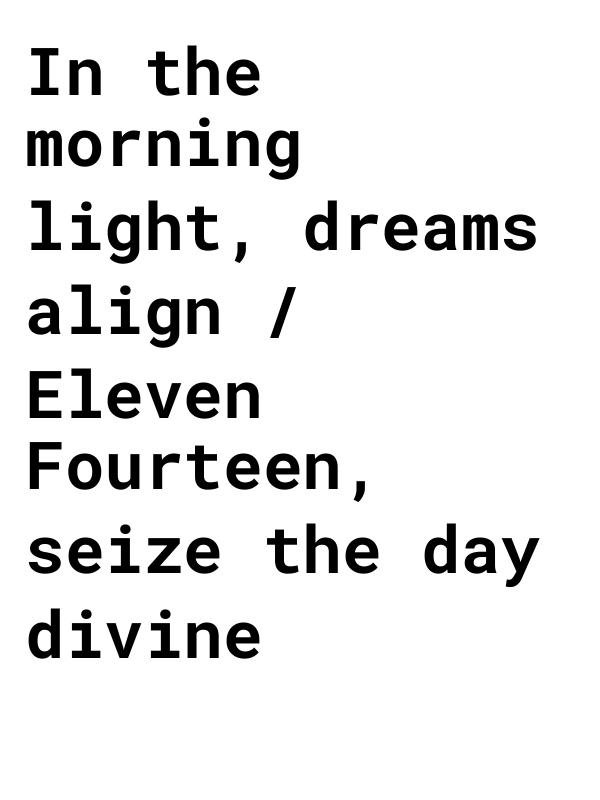 In the
morning
light, dreams
align /
Eleven
Fourteen,
seize the day
divine